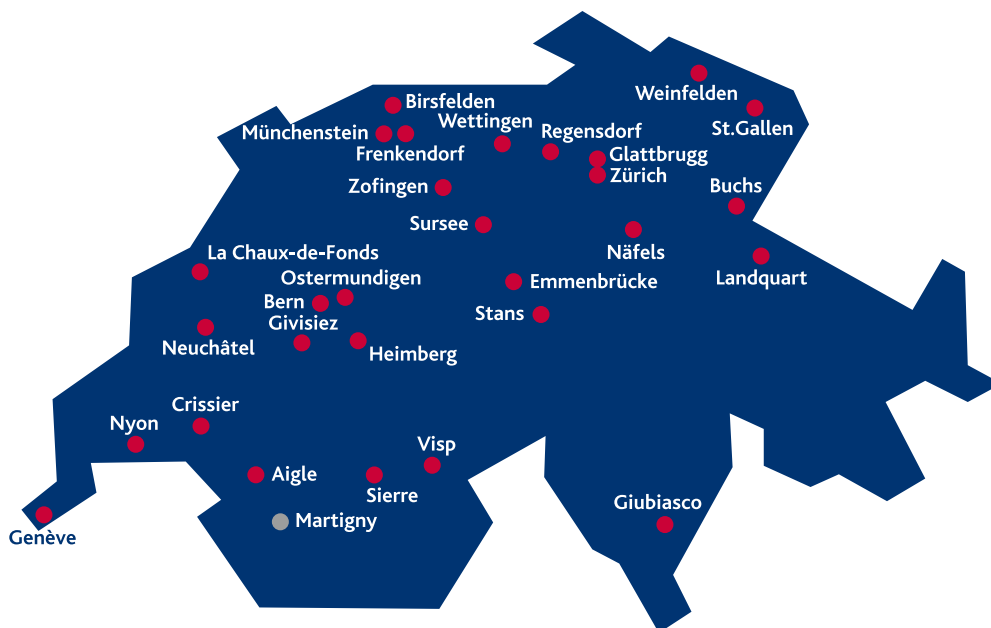 Weinfelden
Birsfelden
Wettingen
St.Gallen
Münchenstein
Regensdorf
Frenkendorf
Glattbrugg
Zürich
Zofingen
Buchs
Sursee
Näfels
La Chaux-de-Fonds
Ostermundigen
Landquart
Emmenbrücke
Bern
Stans
Givisiez
Neuchâtel
Heimberg
Crissier
Nyon
Visp
Aigle
Sierre
Giubiasco
Martigny
Genève